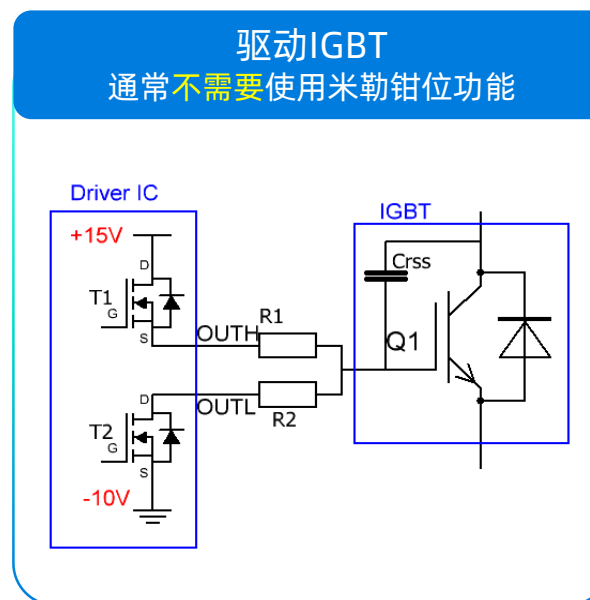 驱动IGBT
通常不需要使用米勒钳位功能
Driver IC
IGBT
+15V
D
Crss
T1
G
R1
OUTH
S
Q1
D
OUTL
T2
R2
G
S
-10V